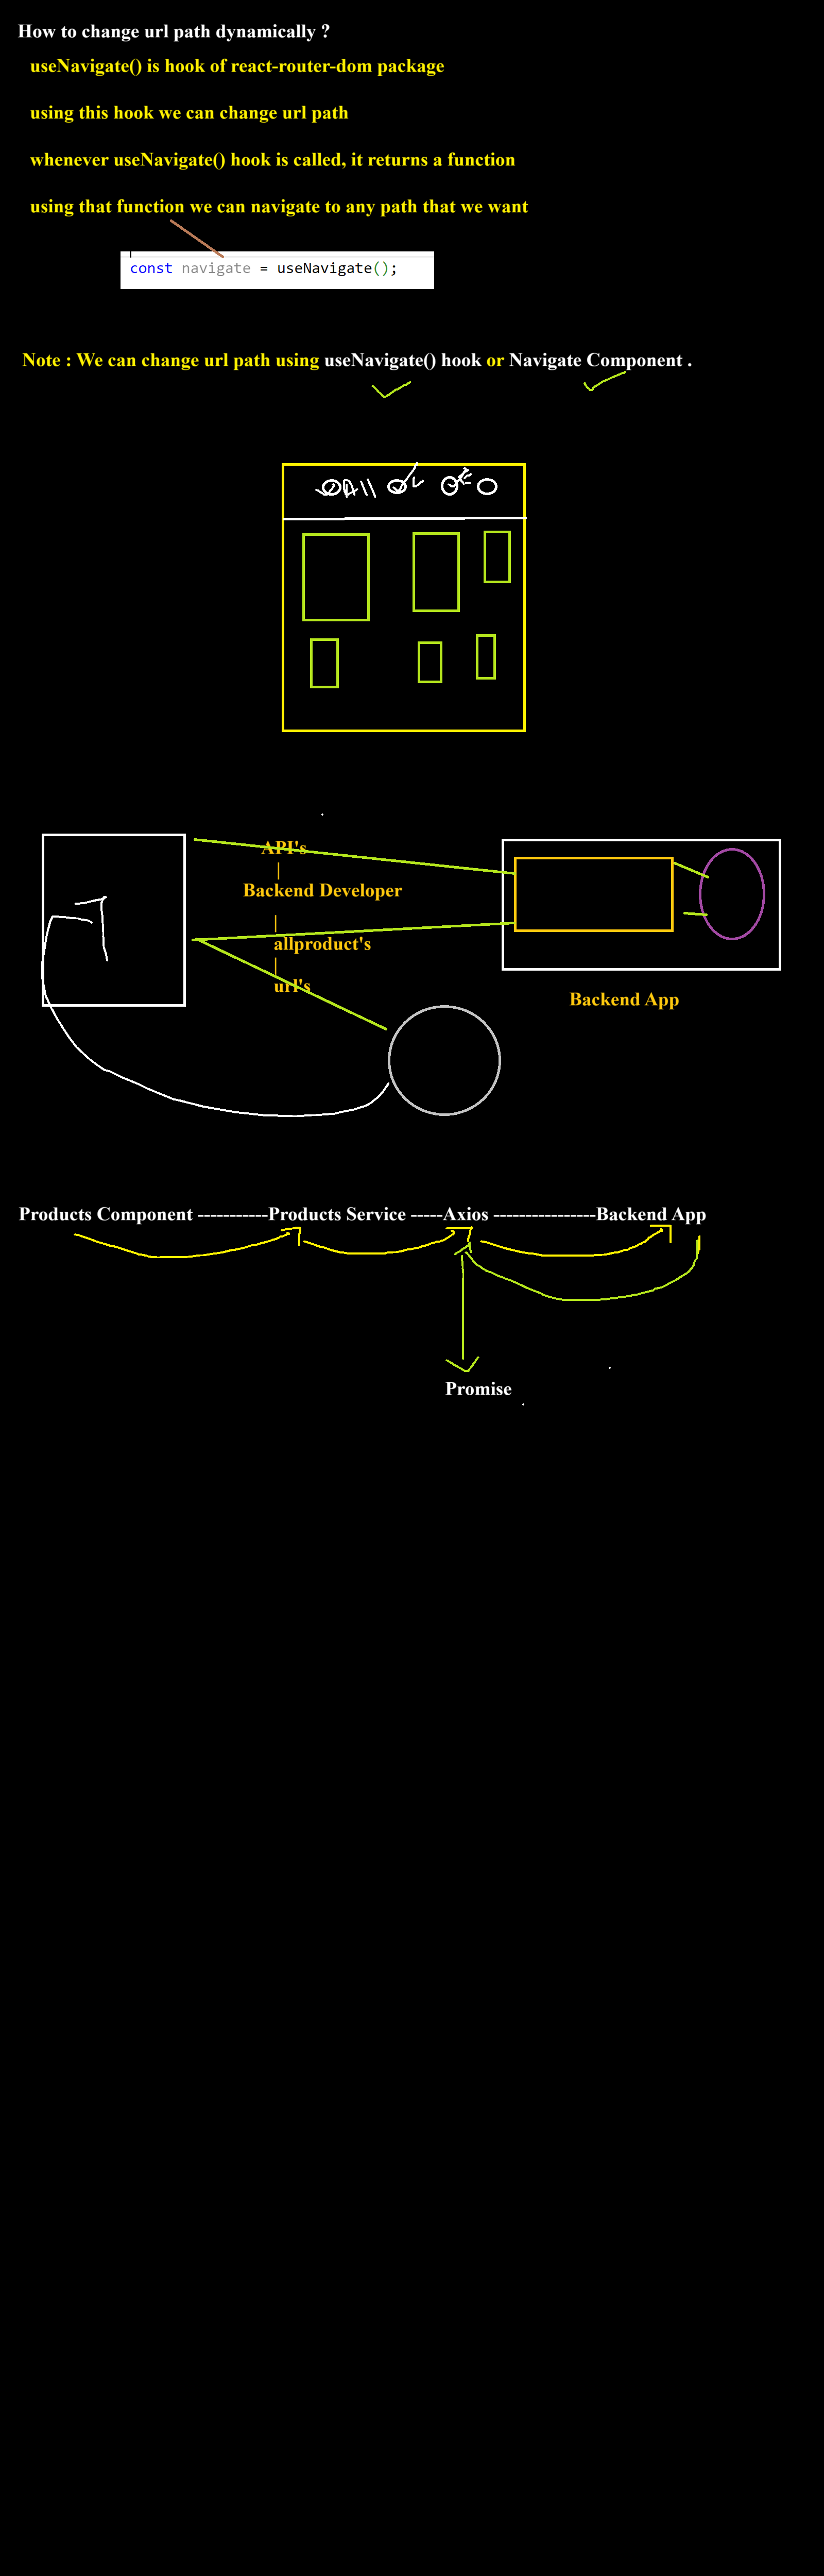 How to change url path dynamically ?
useNavigate() is hook of react-router-dom package
using this hook we can change url path
whenever useNavigate() hook is called, it returns a function
using that function we can navigate to any path that we want
const navigate = useNavigate();
Note : We can change url path using useNavigate() hook or Navigate Component .
All
API's
|
Backend Developer
|
allproduct's
|
url's
Backend App
Products Component -----------Products Service -----Axios ----------------Backend App
Promise